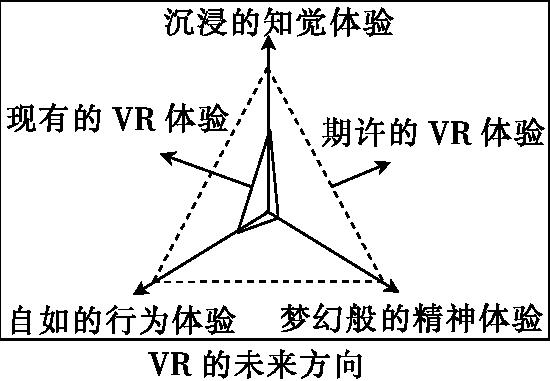 沉浸的知觉体验
现有的 VR 体验
期许的 VR 体验
自如的行为体验
梦幻般的精神体验
VR 的未来方向